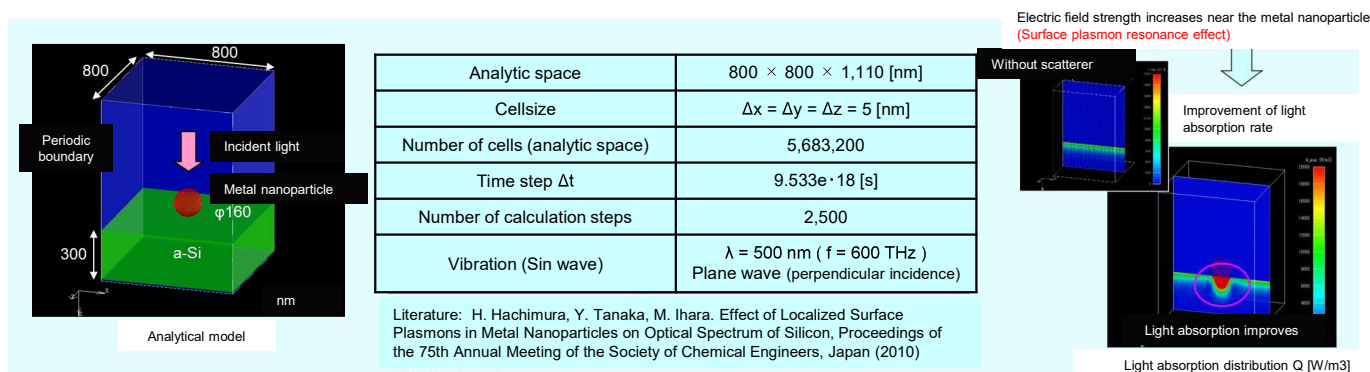 800
800
Periodic
boundary
Incident light
Metal nanoparticle
φ160
300
a-Si
nm
Analytical model
Analytic space 800 × 800 × 1,110 [nm]
Cellsize Δx = Δy = Δz = 5 [nm]
Number of cells (analytic space) 5,683,200
Time step Δt 9.533e･18 [s]
Number of calculation steps 2,500
Vibration (Sin wave) λ = 500 nm ( f = 600 THz )
Plane wave (perpendicular incidence)
Literature: H. Hachimura, Y. Tanaka, M. Ihara. Effect of Localized Surface
Plasmons in Metal Nanoparticles on Optical Spectrum of Silicon, Proceedings of
the 75th Annual Meeting of the Society of Chemical Engineers, Japan (2010)
Electric field strength increases near the metal nanoparticle
(Surface plasmon resonance effect)
Without scatterer
Improvement of light
absorption rate
Light absorption improves
Light absorption distribution Q [W/m3]